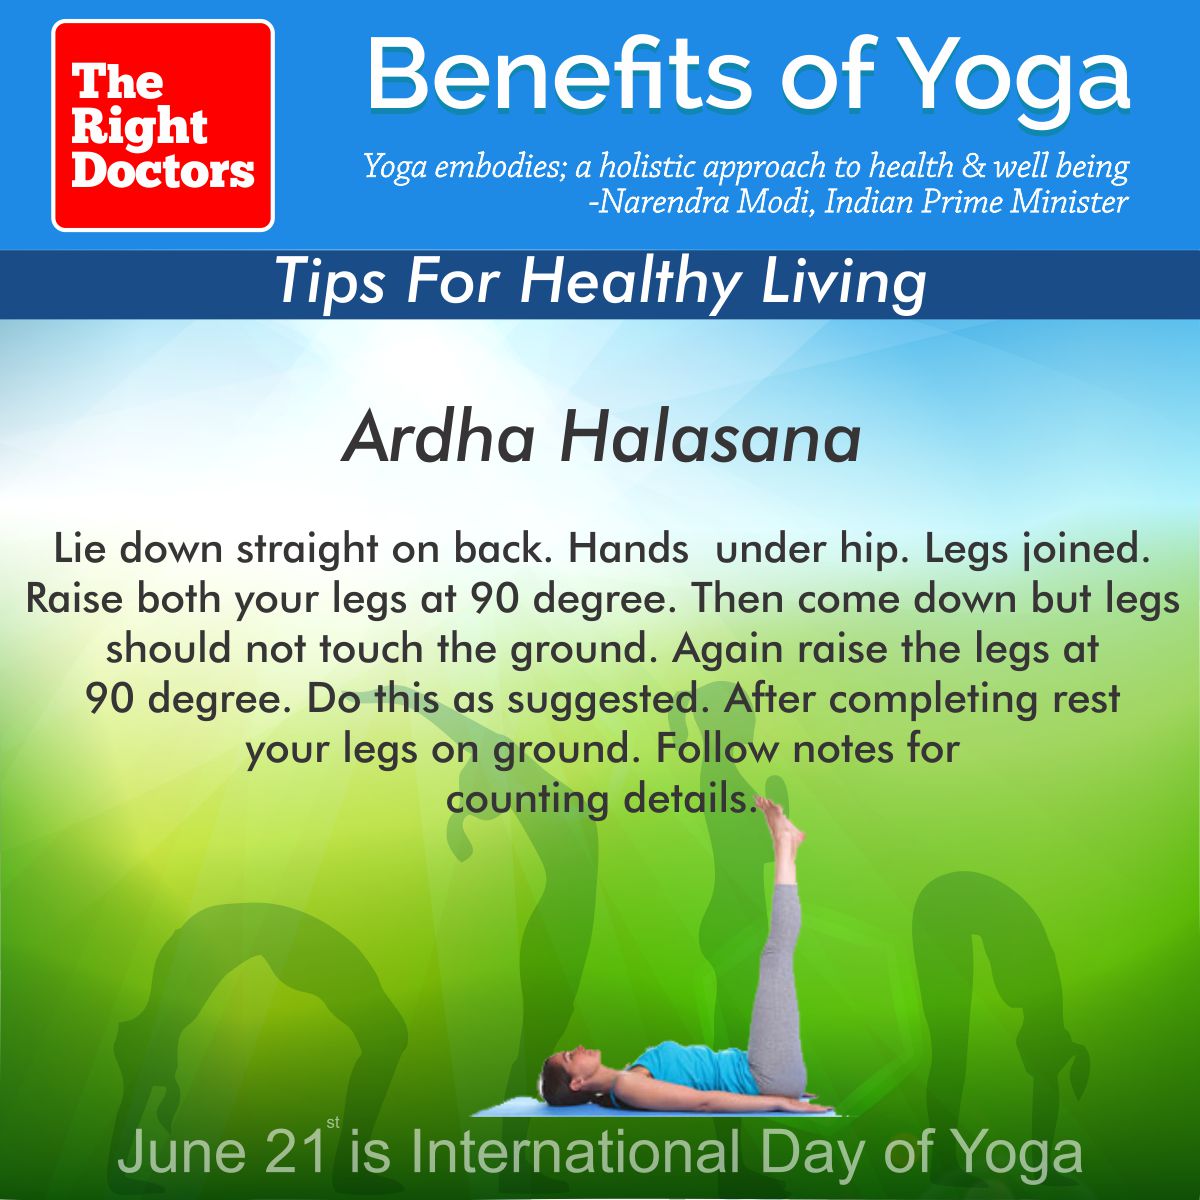 The
Right
Doctors
Benefits of Yoga
Yoga embodies; a holistic approach to health & well being
-Narendra Modi, Indian Prime Minister
Tips For Healthy Living
Ardha Halasana
Lie down straight on back. Hands  under hip. Legs joined.
Raise both your legs at 90 degree. Then come down but legs
should not touch the ground. Again raise the legs at
90 degree. Do this as suggested. After completing rest
your legs on ground. Follow notes for
counting details.
June 21st is International Day of Yoga